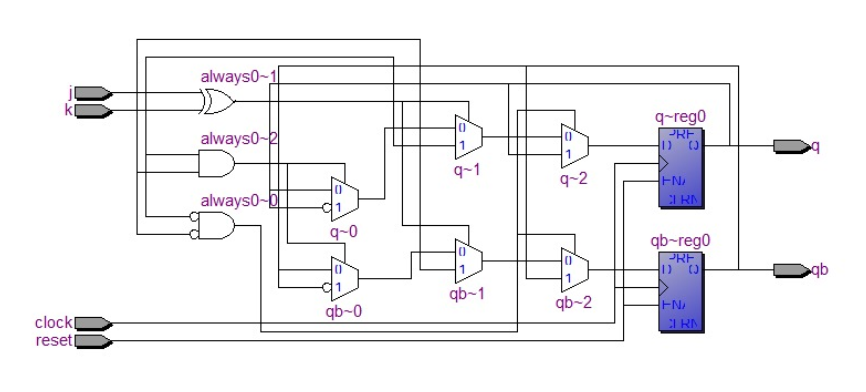 always0~1
j
k
always0~2
always0~0
0
1
q~0
0
1
qb~0
0
1
q~1
0
1
qb~1
0
1
q~2
0
1
qb~2
q~reg0
PRE
D Q
ENA
CLRN
q
qb~reg0
PRE
D Q
ENA
CLRN
qb
clock
reset